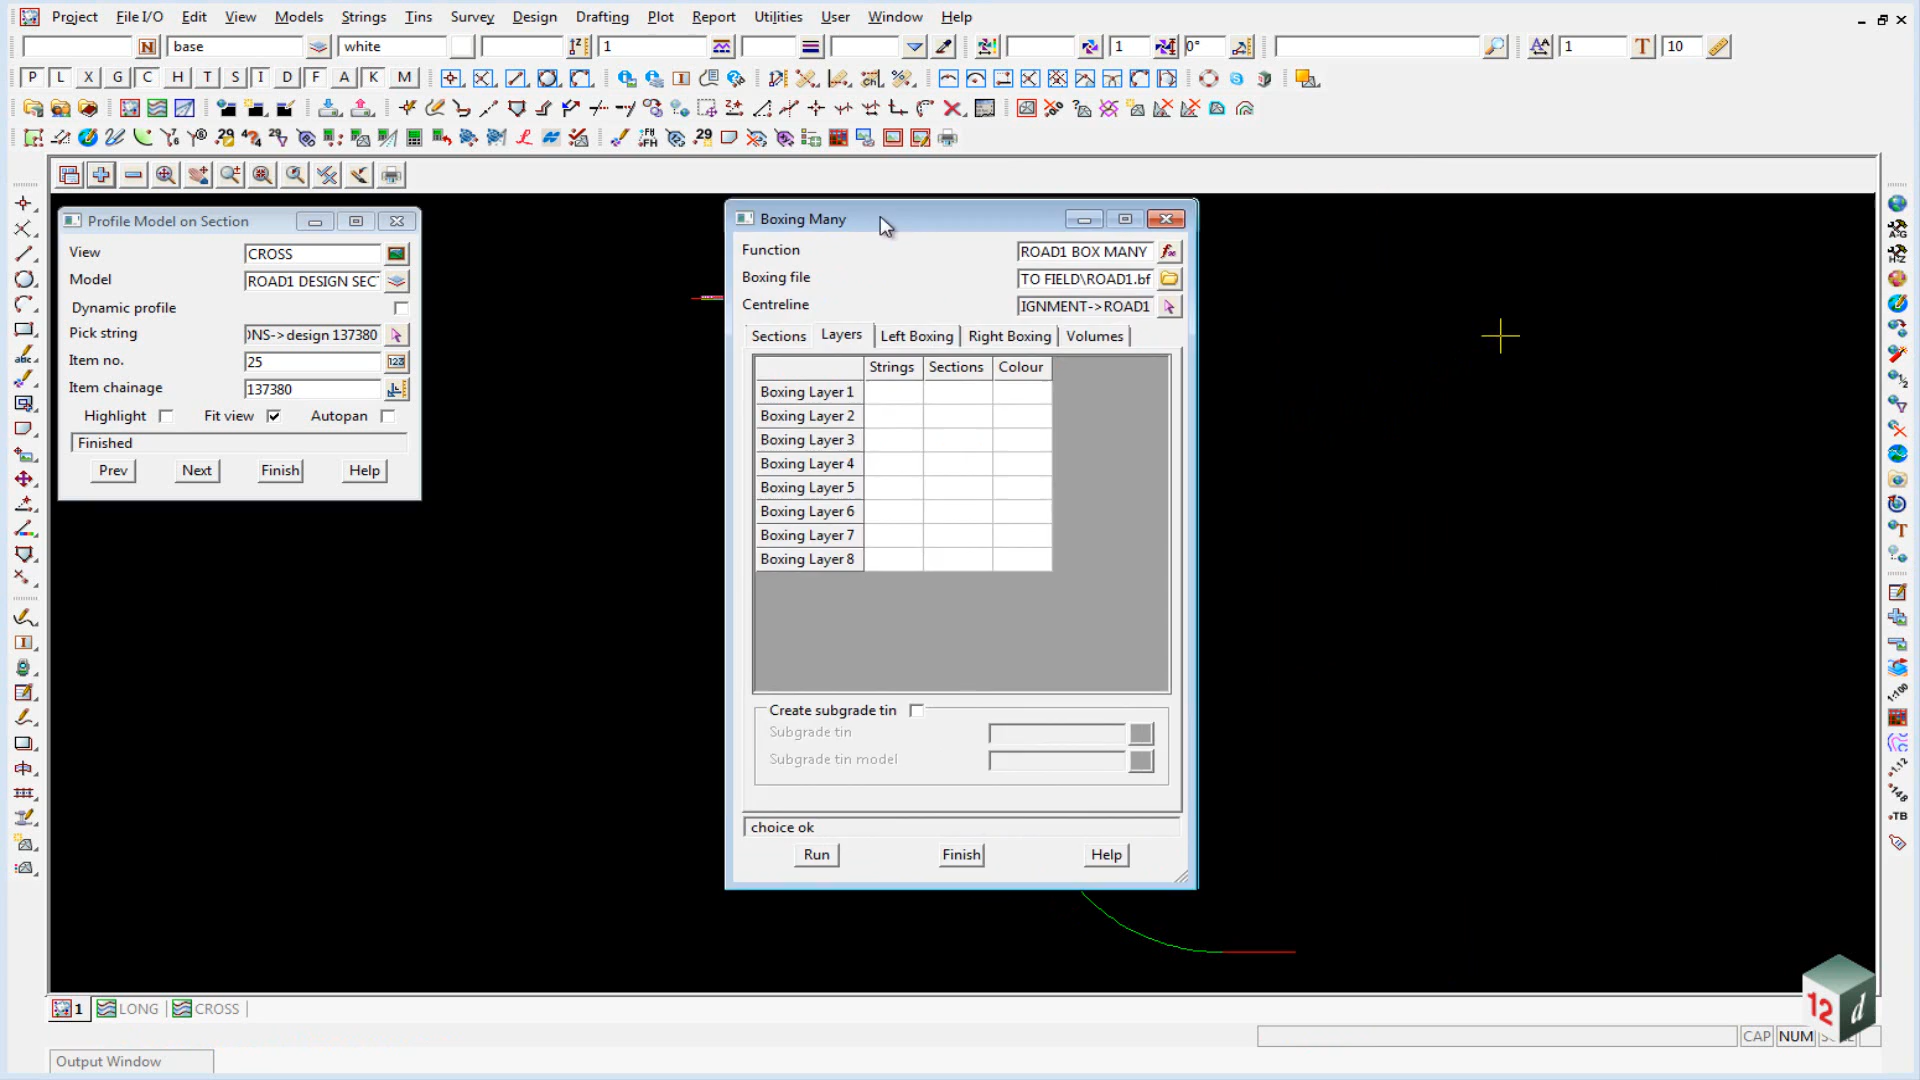 Project File I/O Edit View Models Strings Tins Survey Design Drafting Plot Report Utilities User Window Help
N base white 1 1 0° 1 T 10
P L X G C H T S I D F A K M
Profile Model on Section
View CROSS
Model ROAD1 DESIGN SEC
Dynamic profile
Pick string ONS->design 137380
Item no. 25
Item chainage 137380
Highlight Fit view Autopan
Finished
Prev Next Finish Help
Boxing Many
Function ROAD1 BOX MANY
Boxing file TO FIELD\ROAD1.bf
Centreline IGNMENT->ROAD1
Sections Layers Left Boxing Right Boxing Volumes
Strings Sections Colour
Boxing Layer 1
Boxing Layer 2
Boxing Layer 3
Boxing Layer 4
Boxing Layer 5
Boxing Layer 6
Boxing Layer 7
Boxing Layer 8
Create subgrade tin
Subgrade tin
Subgrade tin model
choice ok
Run Finish Help
1 LONG CROSS
12 d
CAP NUM
Output Window